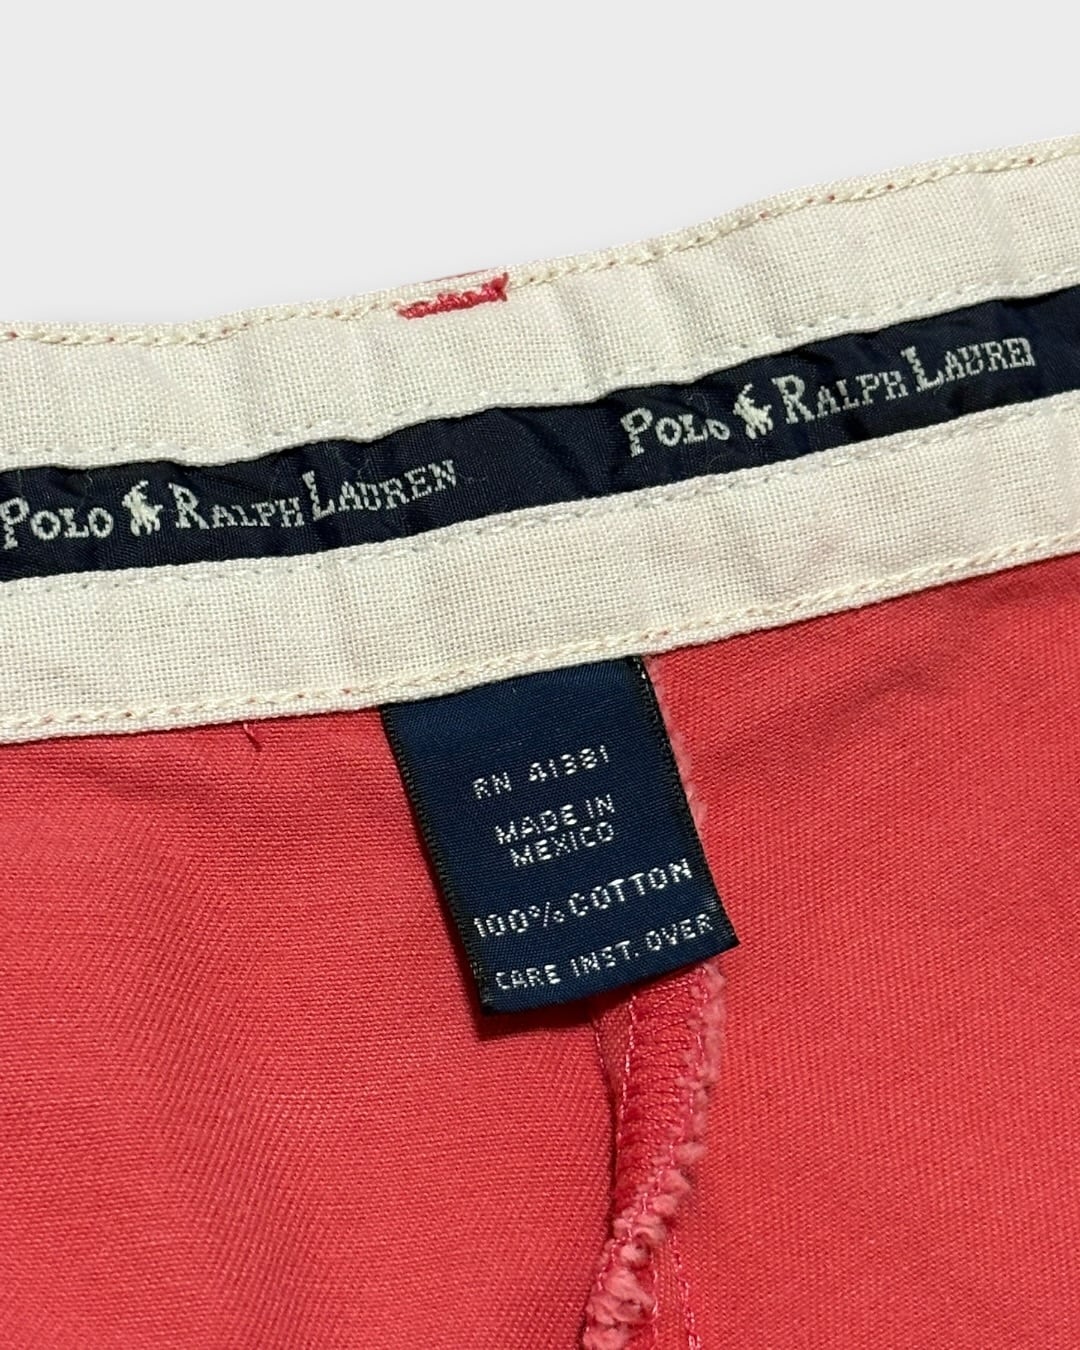 POLO RALPH LAUREN
POLO RALPH LAUREN
RN 41381
MADE IN
MEXICO
100% COTTON
CARE INST. OVER